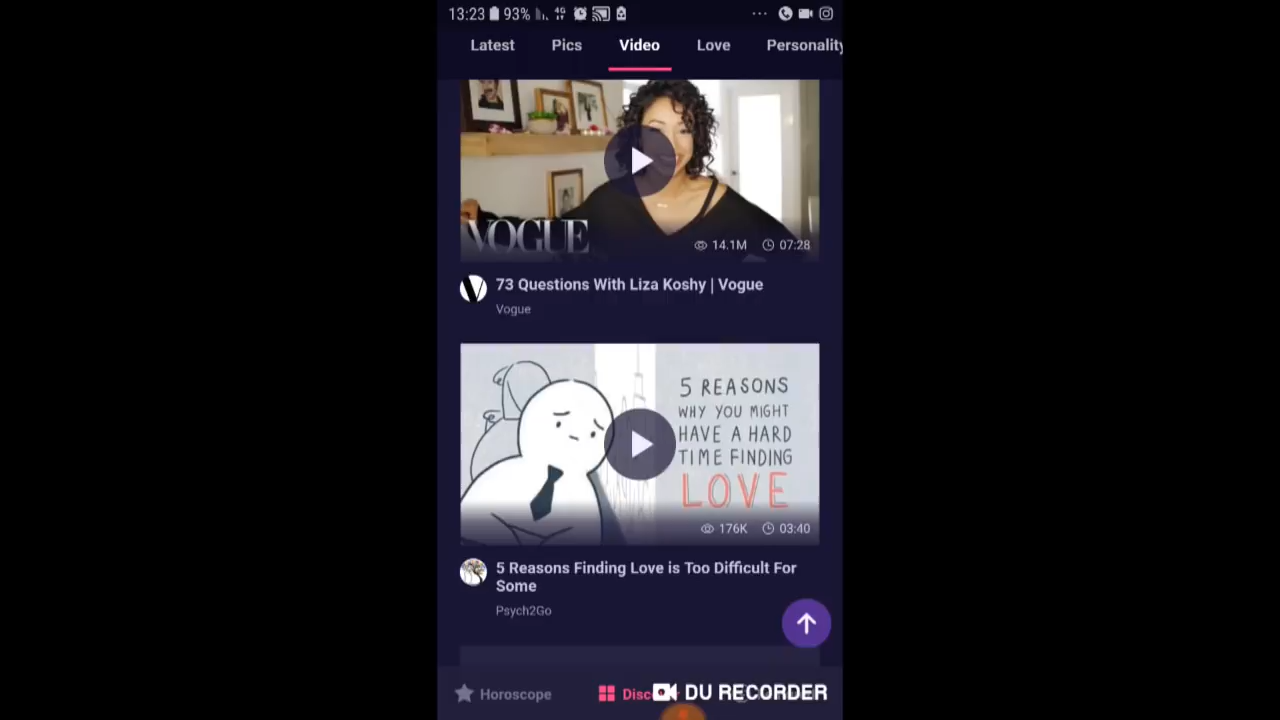 13:23 93% 4G
Latest Pics Video Love Personality
VOGUE
14.1M 07:28
73 Questions With Liza Koshy | Vogue
Vogue
5 REASONS
WHY YOU MIGHT
HAVE A HARD
TIME FINDING
LOVE
176K 03:40
5 Reasons Finding Love is Too Difficult For
Some
Psych2Go
Horoscope DU RECORDER